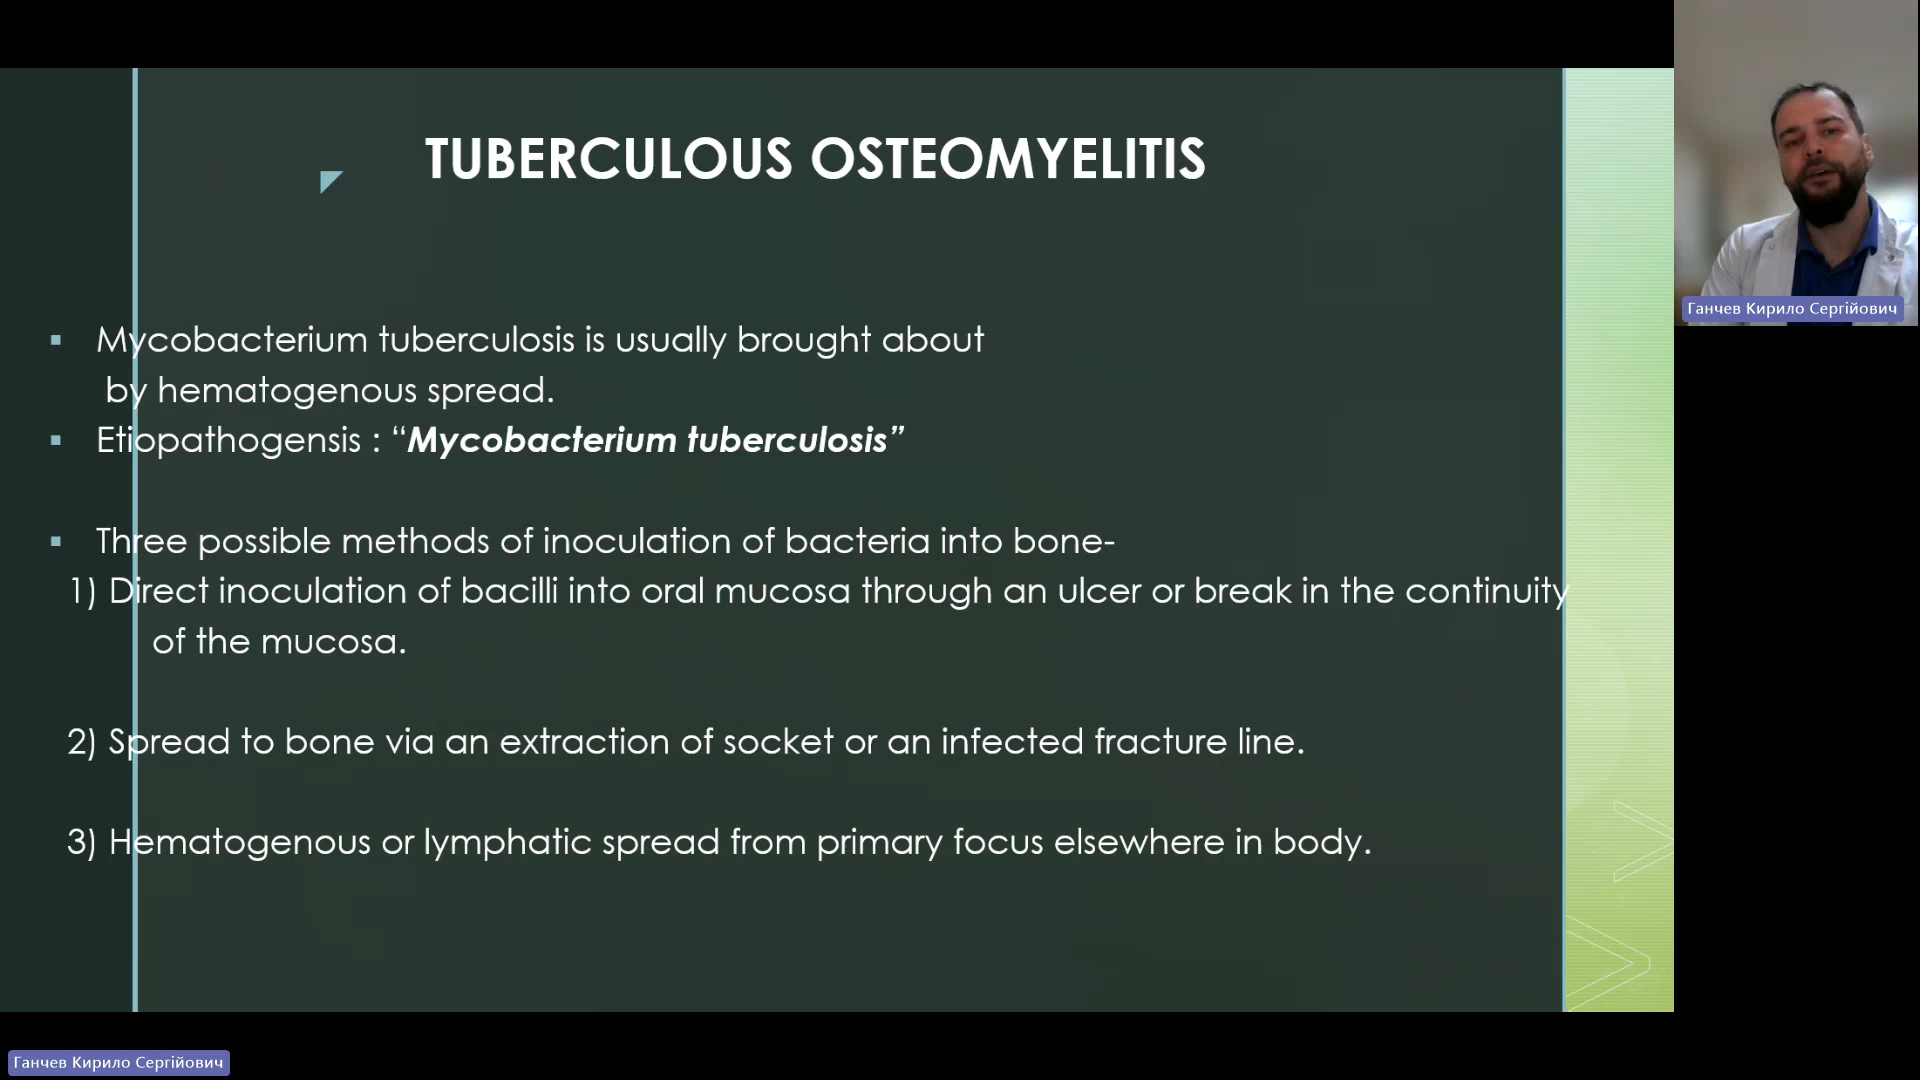 TUBERCULOUS OSTEOMYELITIS
▪ Mycobacterium tuberculosis is usually brought about
by hematogenous spread.
▪ Etiopathogensis : “Mycobacterium tuberculosis”
▪ Three possible methods of inoculation of bacteria into bone-
1) Direct inoculation of bacilli into oral mucosa through an ulcer or break in the continuity
of the mucosa.
2) Spread to bone via an extraction of socket or an infected fracture line.
3) Hematogenous or lymphatic spread from primary focus elsewhere in body.
Ганчев Кирило Сергійович
Ганчев Кирило Сергійович